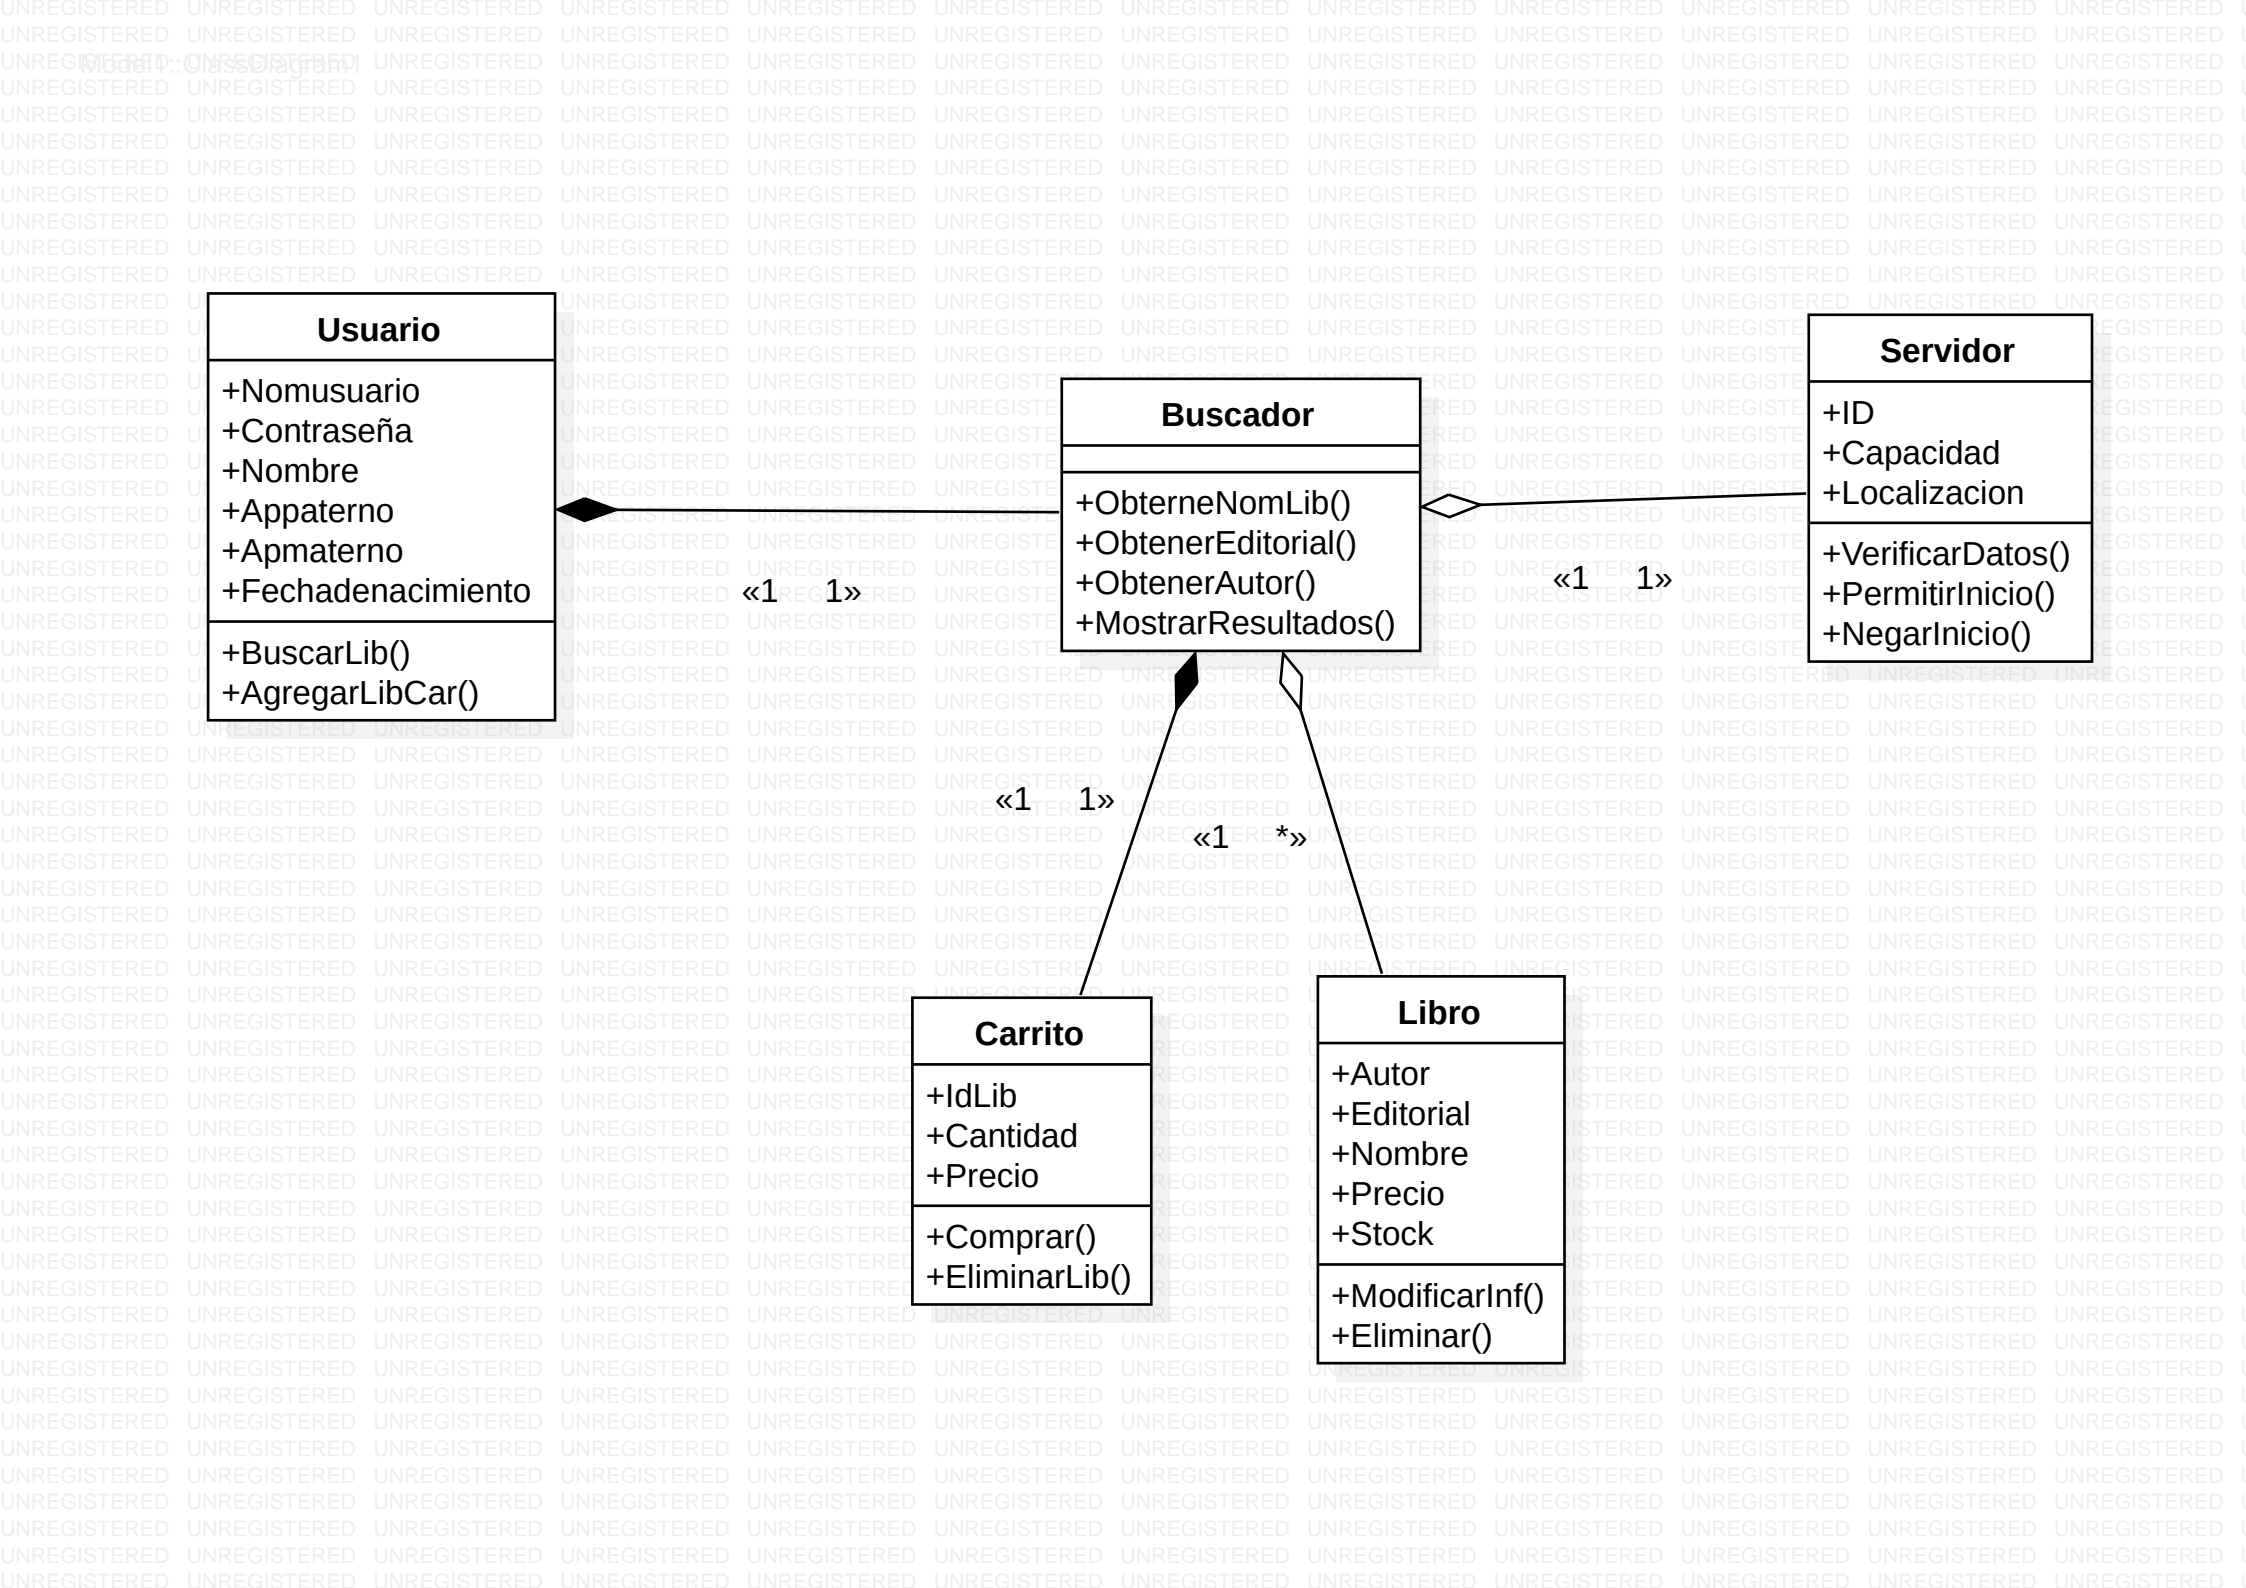 Model1::ClassDiagram1
Usuario
+Nomusuario
+Contraseña
+Nombre
+Appaterno
+Apmaterno
+Fechadenacimiento
+BuscarLib()
+AgregarLibCar()
«1 1»
Buscador
+ObterneNomLib()
+ObtenerEditorial()
+ObtenerAutor()
+MostrarResultados()
«1 1»
Servidor
+ID
+Capacidad
+Localizacion
+VerificarDatos()
+PermitirInicio()
+NegarInicio()
«1 1»
«1 *»
Carrito
+IdLib
+Cantidad
+Precio
+Comprar()
+EliminarLib()
Libro
+Autor
+Editorial
+Nombre
+Precio
+Stock
+ModificarInf()
+Eliminar()
UNREGISTERED